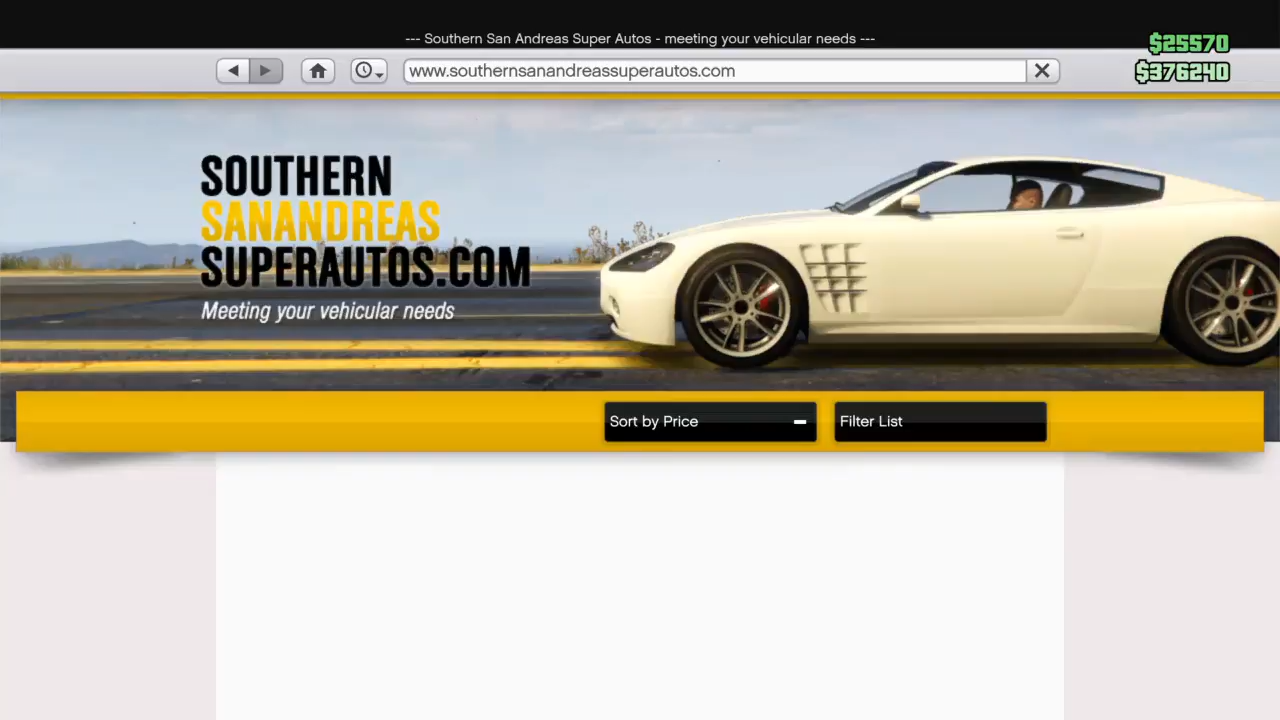 --- Southern San Andreas Super Autos - meeting your vehicular needs ---
$25570
$376240
www.southernsanandreassuperautos.com
SOUTHERN
SANANDREAS
SUPERAUTOS.COM
Meeting your vehicular needs
Sort by Price
Filter List